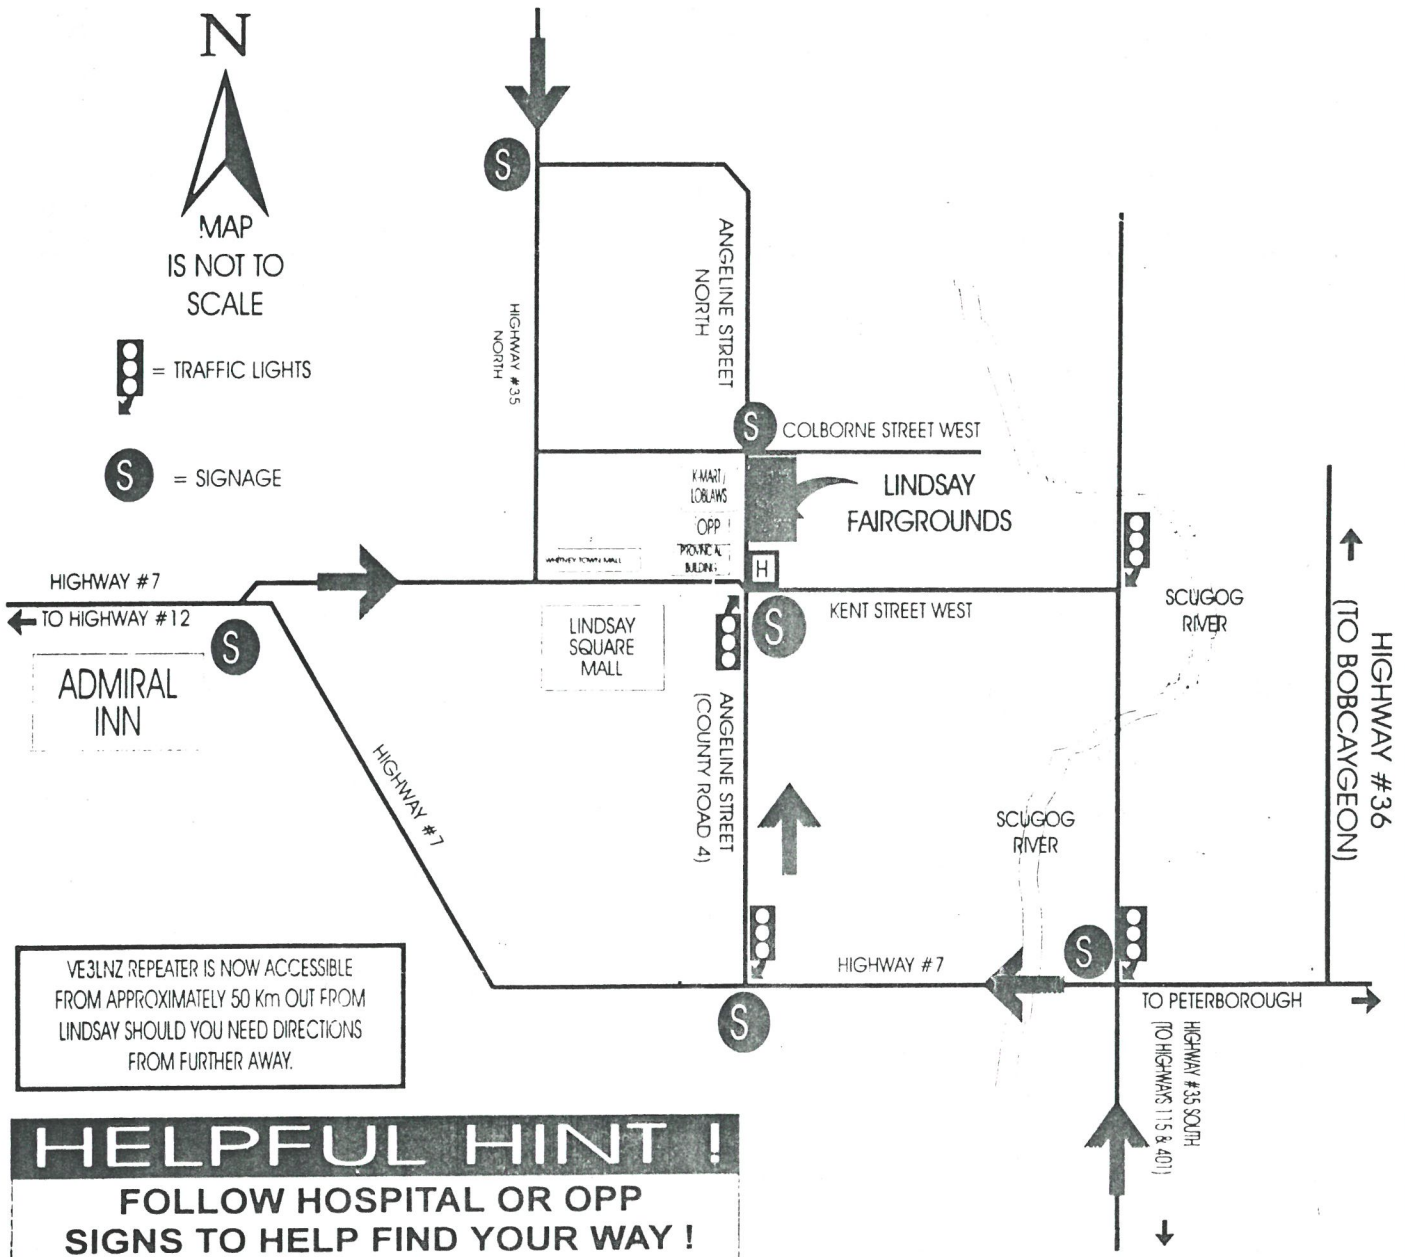 N
MAP
IS NOT TO
SCALE
= TRAFFIC LIGHTS
S
= SIGNAGE
S
HIGHWAY #35
NORTH
ANGELINE STREET
NORTH
S
COLBORNE STREET WEST
K-MART/
LOBLAWS
OPP
PROVINCIAL
BUILDING
WHITNEY TOWN MALL
LINDSAY
FAIRGROUNDS
H
HIGHWAY #7
TO HIGHWAY #12
S
ADMIRAL
INN
LINDSAY
SQUARE
MALL
S
KENT STREET WEST
SCUGOG
RIVER
HIGHWAY #36
(TO BOBCAYGEON)
ANGELINE STREET
(COUNTY ROAD 4)
HIGHWAY #7
SCUGOG
RIVER
S
HIGHWAY #7
S
TO PETERBOROUGH
HIGHWAY #35 SOUTH
(TO HIGHWAYS 115 & 401)
VE3LNZ REPEATER IS NOW ACCESSIBLE
FROM APPROXIMATELY 50 Km OUT FROM
LINDSAY SHOULD YOU NEED DIRECTIONS
FROM FURTHER AWAY.
HELPFUL HINT !
FOLLOW HOSPITAL OR OPP
SIGNS TO HELP FIND YOUR WAY !